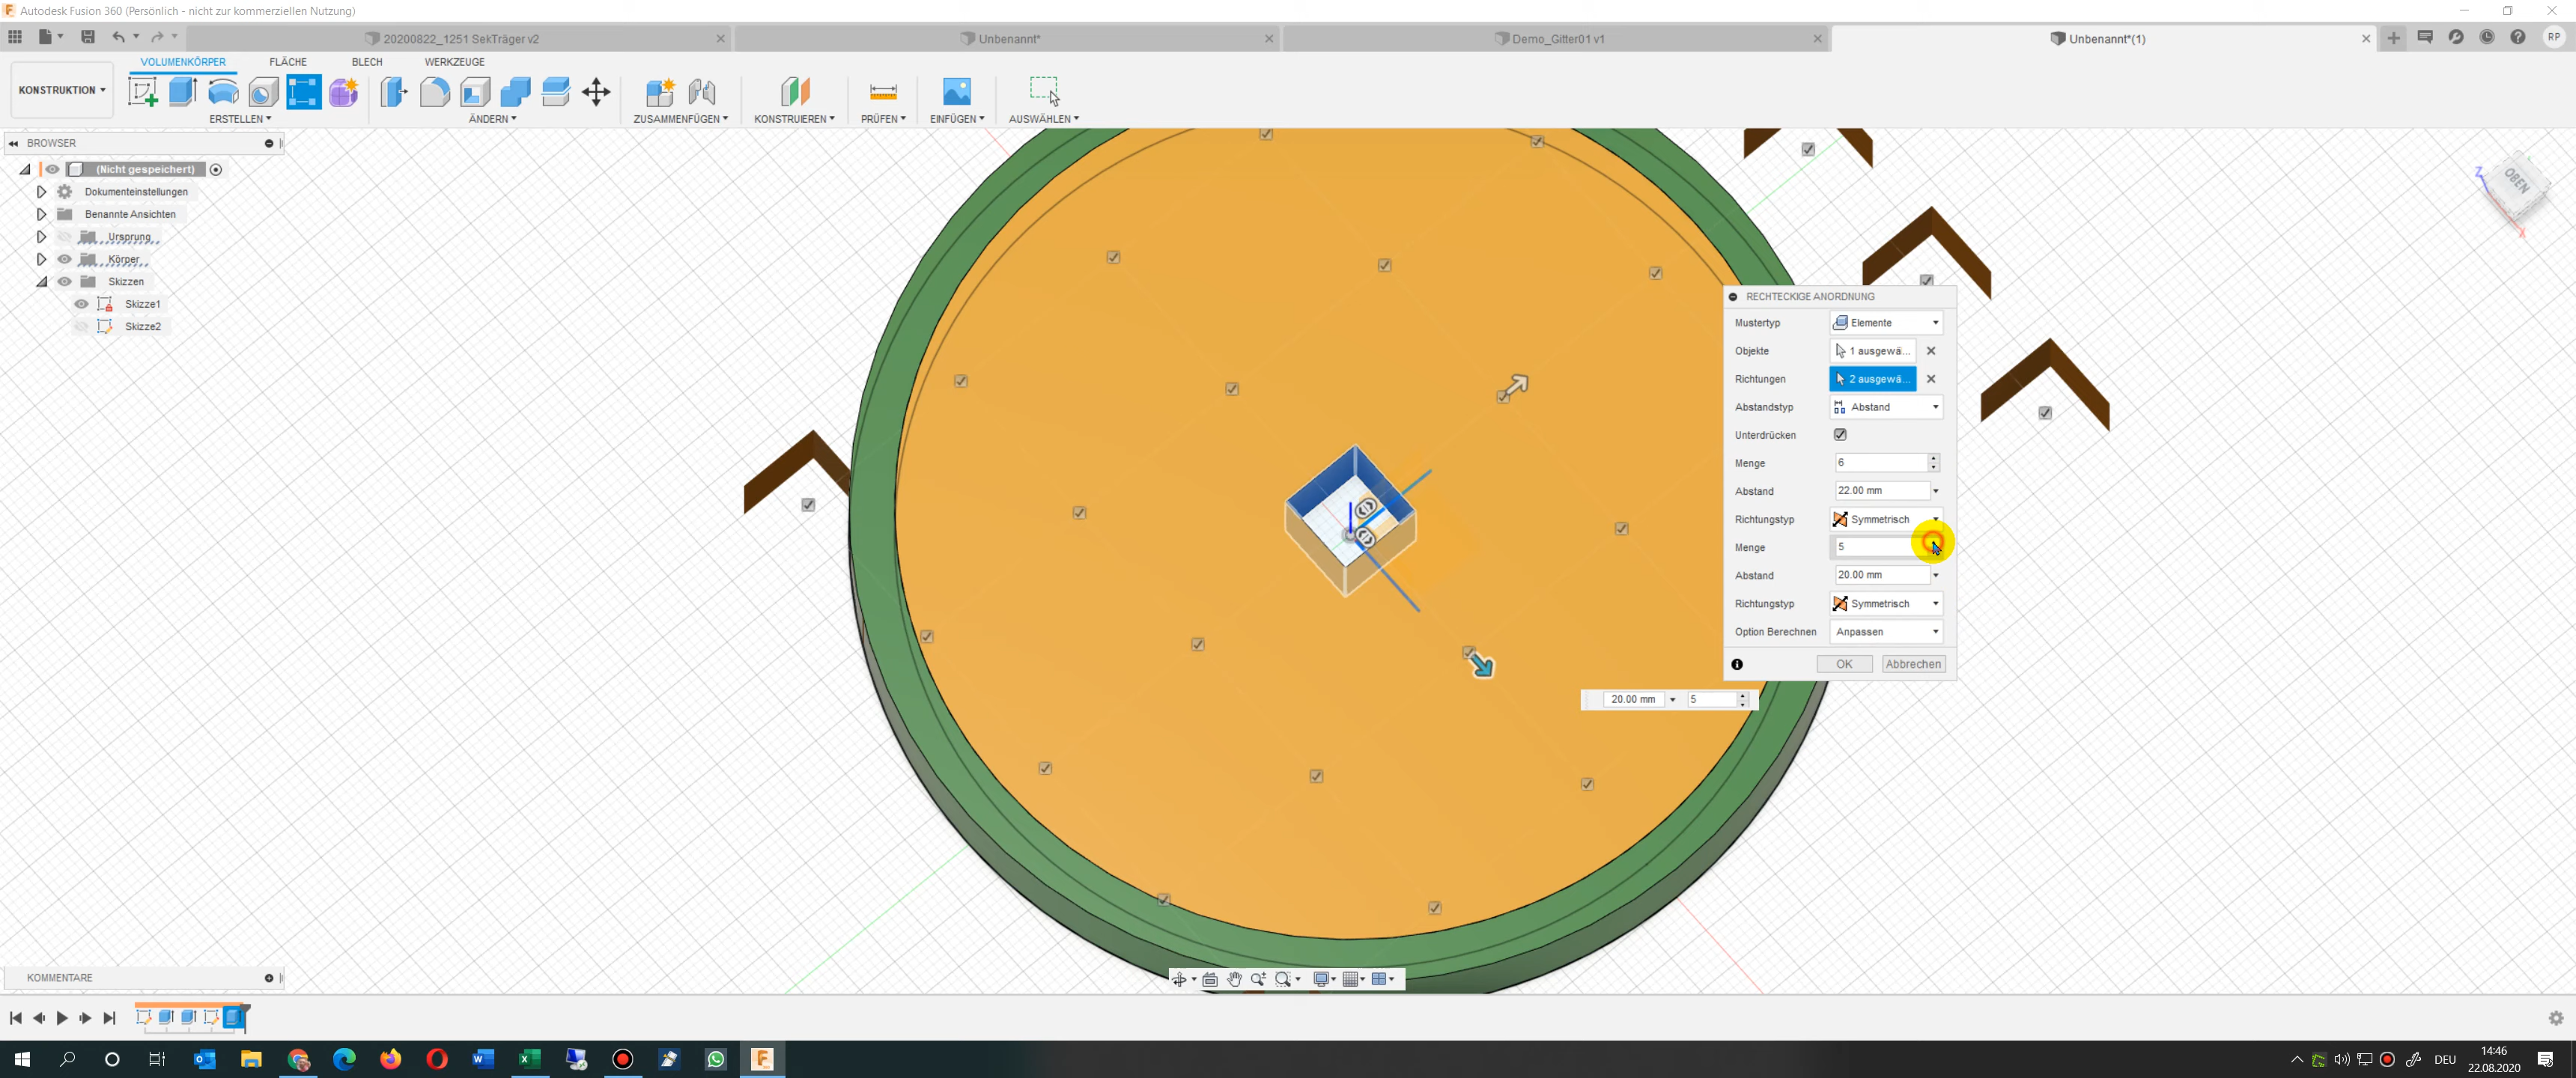 Autodesk Fusion 360 (Persönlich - nicht zur kommerziellen Nutzung)
20200822_1251 SekTräger v2
Unbenannt*
Demo_Gitter01 v1
Unbenannt*(1)
RP
VOLUMENKÖRPER
FLÄCHE
BLECH
WERKZEUGE
KONSTRUKTION
ERSTELLEN
ÄNDERN
ZUSAMMENFÜGEN
KONSTRUIEREN
PRÜFEN
EINFÜGEN
AUSWÄHLEN
BROWSER
(Nicht gespeichert)
Dokumenteinstellungen
Benannte Ansichten
Ursprung
Körper
Skizzen
Skizze1
Skizze2
Z
OBEN
X
RECHTECKIGE ANORDNUNG
Mustertyp Elemente
Objekte 1 ausgewä...
Richtungen 2 ausgewä...
Abstandstyp Abstand
Unterdrücken
Menge 6
Abstand 22.00 mm
Richtungstyp Symmetrisch
Menge 5
Abstand 20.00 mm
Richtungstyp Symmetrisch
Option Berechnen Anpassen
OK Abbrechen
20.00 mm 5
KOMMENTARE
DEU
14:46
22.08.2020